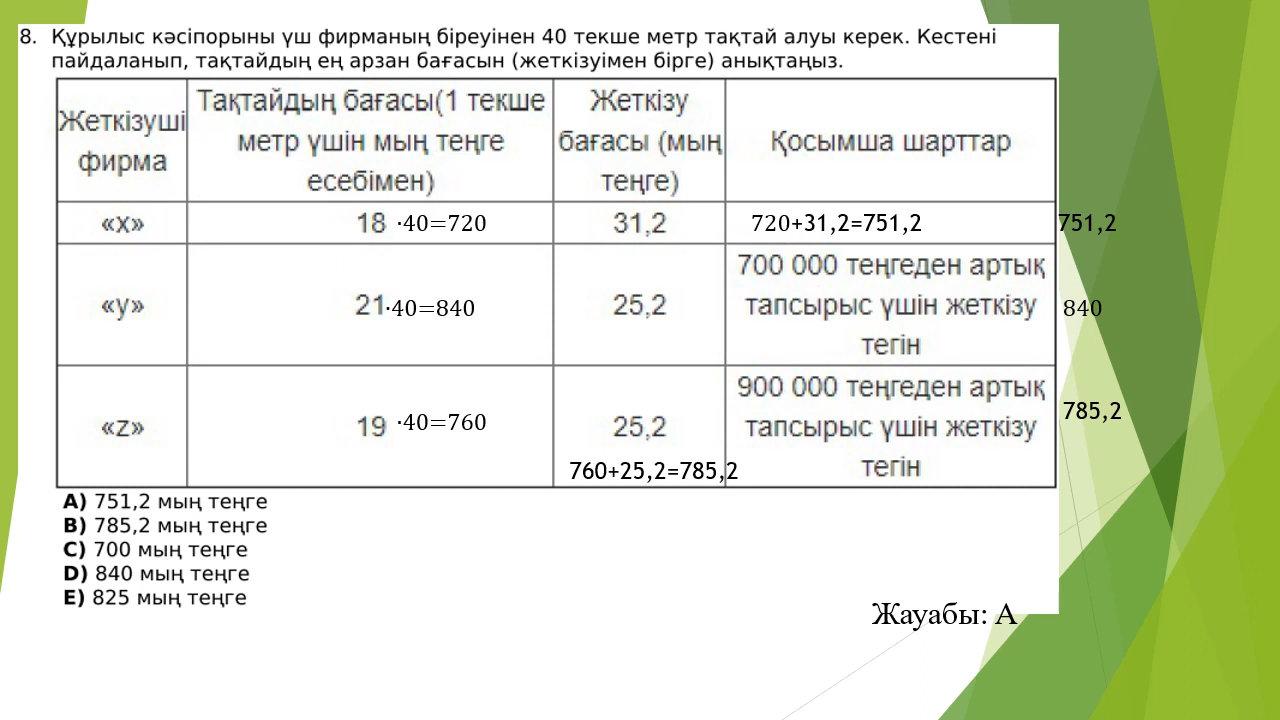 8. Құрылыс кәсіпорыны үш фирманың біреуінен 40 текше метр тақтай алуы керек. Кестені
пайдаланып, тақтайдың ең арзан бағасын (жеткізуімен бірге) анықтаңыз.
Жеткізуші
фирма
Тақтайдың бағасы(1 текше
метр үшін мың теңге
есебімен)
Жеткізу
бағасы (мың
теңге)
Қосымша шарттар
«x» 18 ·40=720 31,2 720+31,2=751,2 751,2
«y» 21·40=840 25,2
700 000 теңгеден артық
тапсырыс үшін жеткізу
тегін
840
«z» 19 ·40=760 25,2
760+25,2=785,2
900 000 теңгеден артық
тапсырыс үшін жеткізу
тегін
785,2
A) 751,2 мың теңге
B) 785,2 мың теңге
C) 700 мың теңге
D) 840 мың теңге
E) 825 мың теңге
Жауабы: А